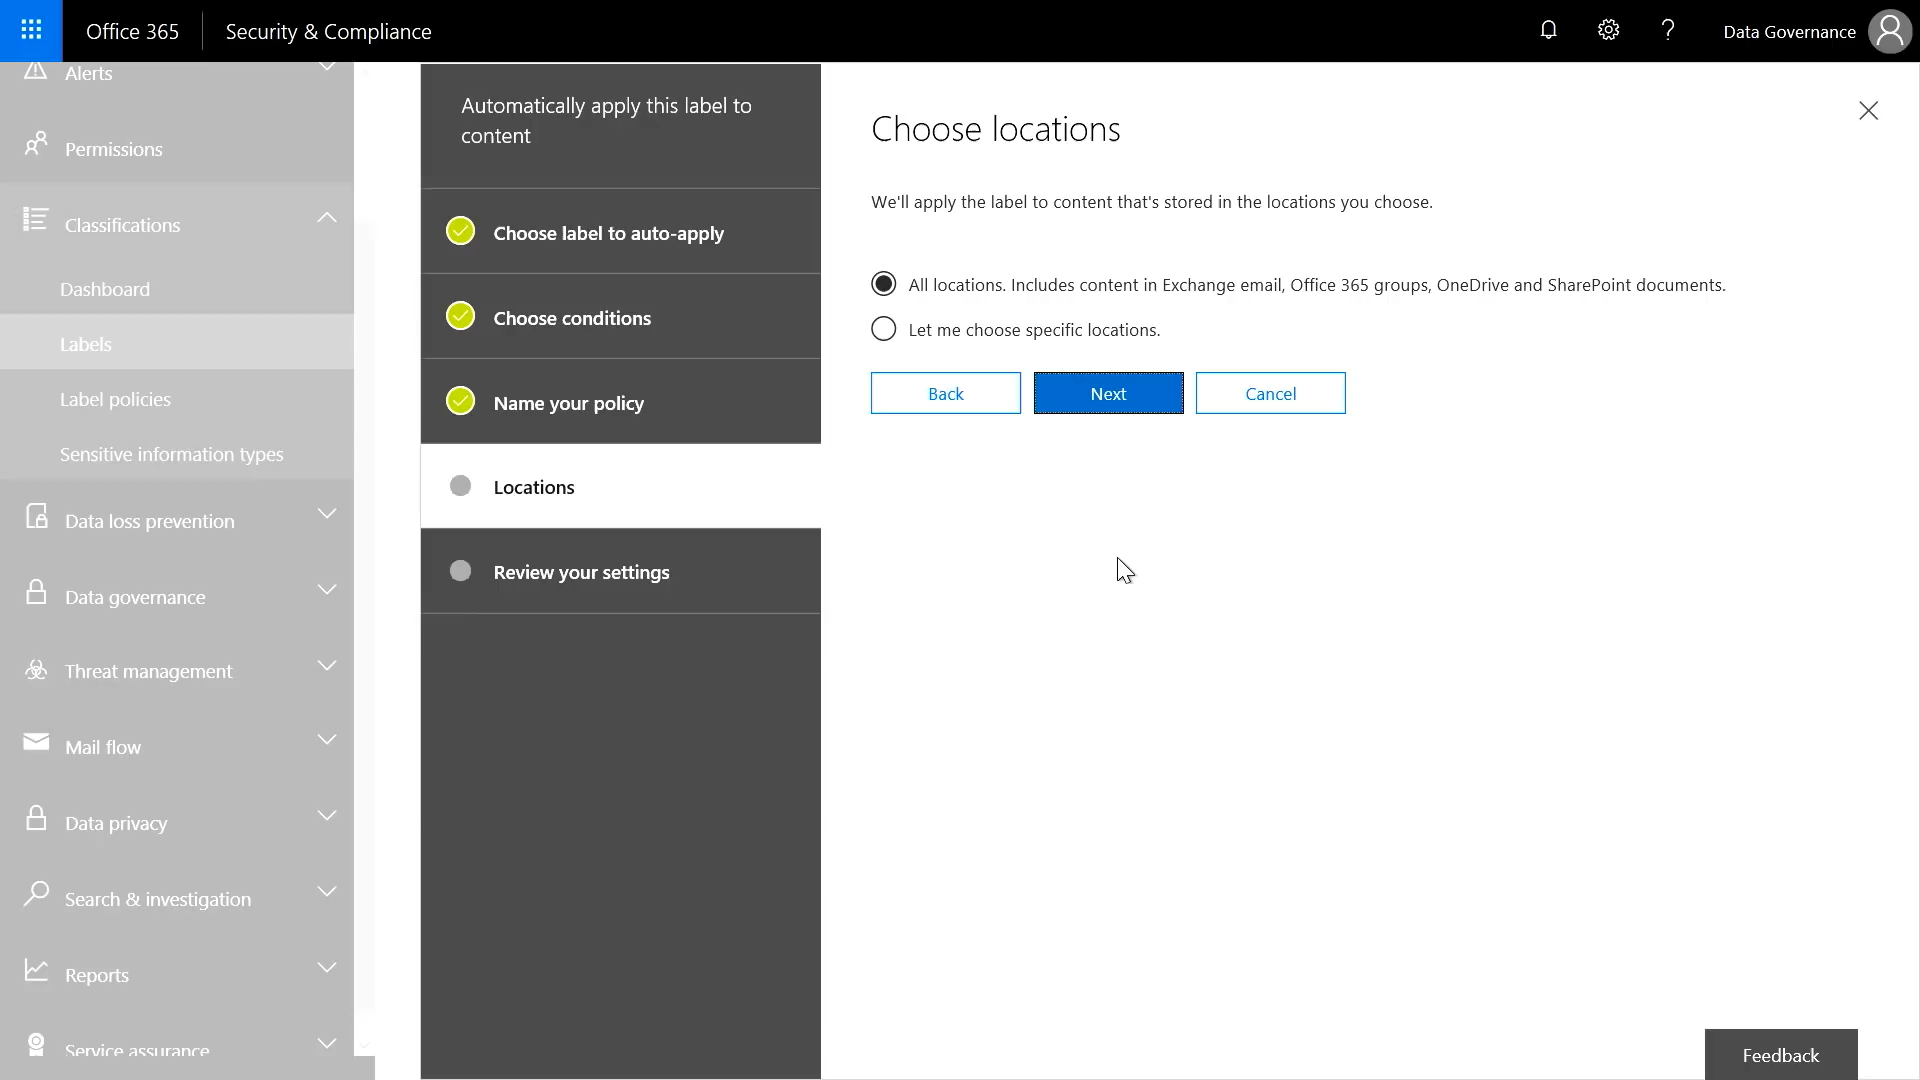 Office 365
Security & Compliance
Data Governance
Alerts
Permissions
Classifications
Dashboard
Labels
Label policies
Sensitive information types
Data loss prevention
Data governance
Threat management
Mail flow
Data privacy
Search & investigation
Reports
Service assurance
Automatically apply this label to
content
Choose label to auto-apply
Choose conditions
Name your policy
Locations
Review your settings
Choose locations
We'll apply the label to content that's stored in the locations you choose.
All locations. Includes content in Exchange email, Office 365 groups, OneDrive and SharePoint documents.
Let me choose specific locations.
Back
Next
Cancel
Feedback